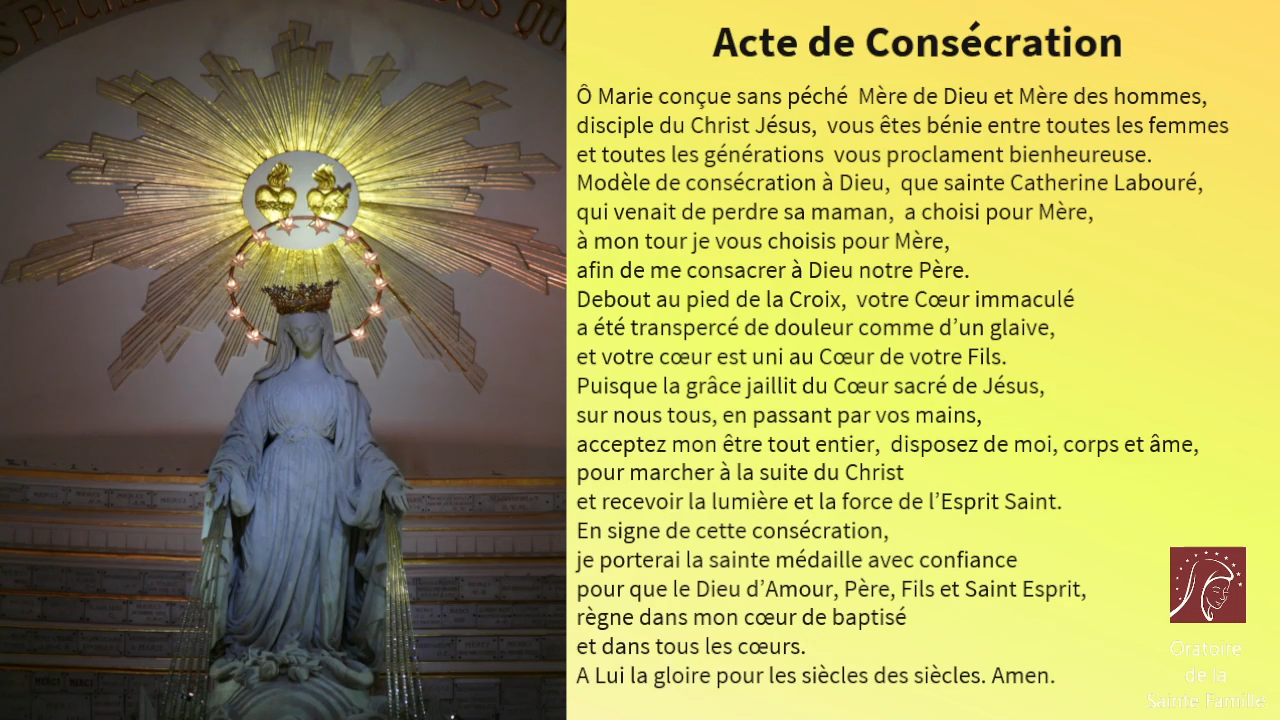 S PÉCHÉ
OUS QUI
Acte de Consécration
Ô Marie conçue sans péché  Mère de Dieu et Mère des hommes,
disciple du Christ Jésus,  vous êtes bénie entre toutes les femmes
et toutes les générations  vous proclament bienheureuse.
Modèle de consécration à Dieu,  que sainte Catherine Labouré,
qui venait de perdre sa maman,  a choisi pour Mère,
à mon tour je vous choisis pour Mère,
afin de me consacrer à Dieu notre Père.
Debout au pied de la Croix,  votre Cœur immaculé
a été transpercé de douleur comme d’un glaive,
et votre cœur est uni au Cœur de votre Fils.
Puisque la grâce jaillit du Cœur sacré de Jésus,
sur nous tous, en passant par vos mains,
acceptez mon être tout entier,  disposez de moi, corps et âme,
pour marcher à la suite du Christ
et recevoir la lumière et la force de l’Esprit Saint.
En signe de cette consécration,
je porterai la sainte médaille avec confiance
pour que le Dieu d’Amour, Père, Fils et Saint Esprit,
règne dans mon cœur de baptisé
et dans tous les cœurs.
A Lui la gloire pour les siècles des siècles. Amen.
Oratoire
de la
Sainte Famille